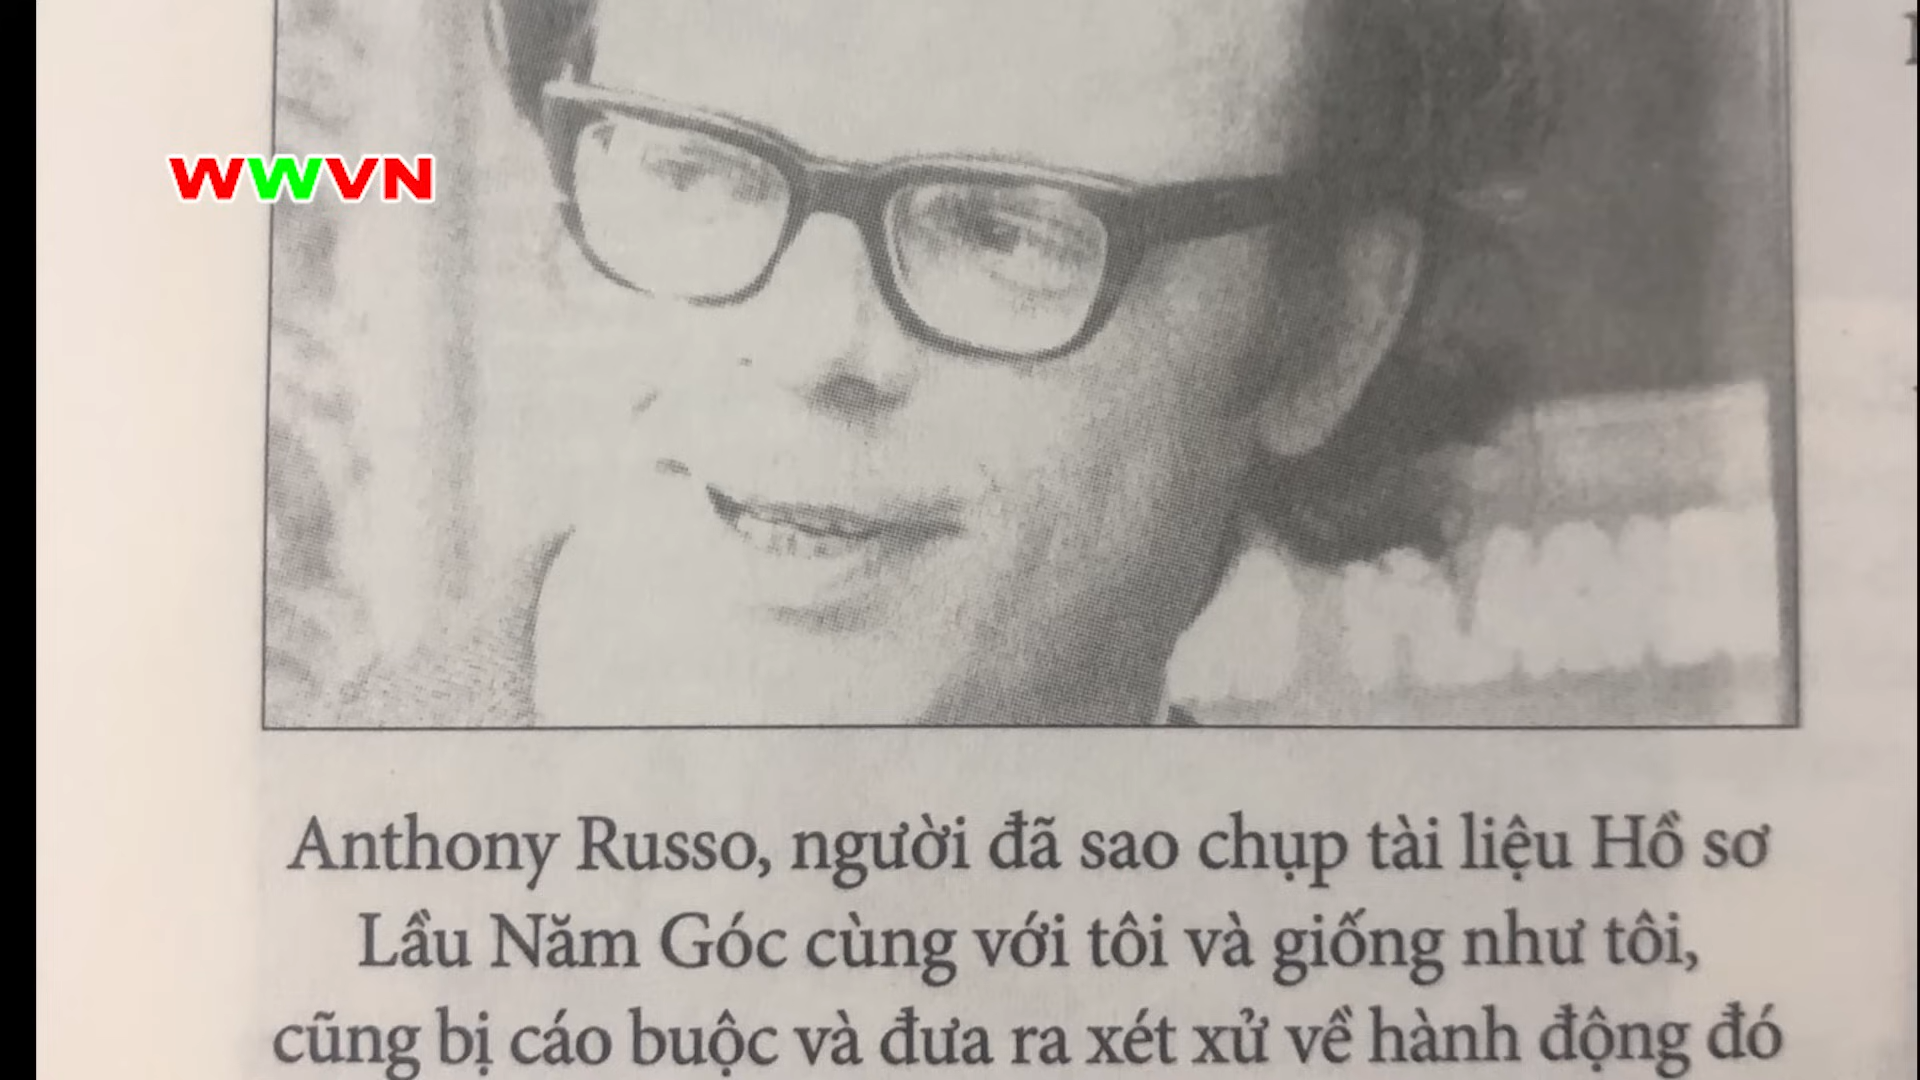 WWVN
Anthony Russo, người đã sao chụp tài liệu Hồ sơ
Lầu Năm Góc cùng với tôi và giống như tôi,
cũng bị cáo buộc và đưa ra xét xử về hành động đó